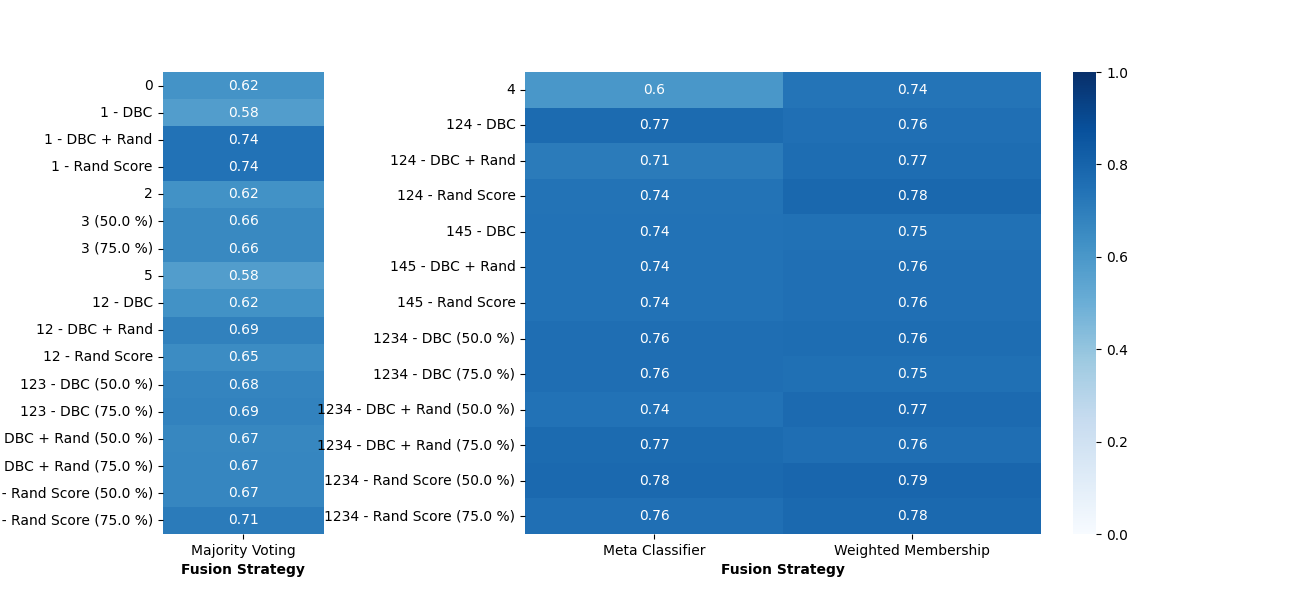 0 0.62
1 - DBC 0.58
1 - DBC + Rand 0.74
1 - Rand Score 0.74
2 0.62
3 (50.0 %) 0.66
3 (75.0 %) 0.66
5 0.58
12 - DBC 0.62
12 - DBC + Rand 0.69
12 - Rand Score 0.65
123 - DBC (50.0 %) 0.68
123 - DBC (75.0 %) 0.69
DBC + Rand (50.0 %) 0.67
DBC + Rand (75.0 %) 0.67
- Rand Score (50.0 %) 0.67
- Rand Score (75.0 %) 0.71
Majority Voting
Fusion Strategy
4 0.6 0.74
124 - DBC 0.77 0.76
124 - DBC + Rand 0.71 0.77
124 - Rand Score 0.74 0.78
145 - DBC 0.74 0.75
145 - DBC + Rand 0.74 0.76
145 - Rand Score 0.74 0.76
1234 - DBC (50.0 %) 0.76 0.76
1234 - DBC (75.0 %) 0.76 0.75
1234 - DBC + Rand (50.0 %) 0.74 0.77
1234 - DBC + Rand (75.0 %) 0.77 0.76
1234 - Rand Score (50.0 %) 0.78 0.79
1234 - Rand Score (75.0 %) 0.76 0.78
Meta Classifier Weighted Membership
Fusion Strategy
1.0
0.8
0.6
0.4
0.2
0.0